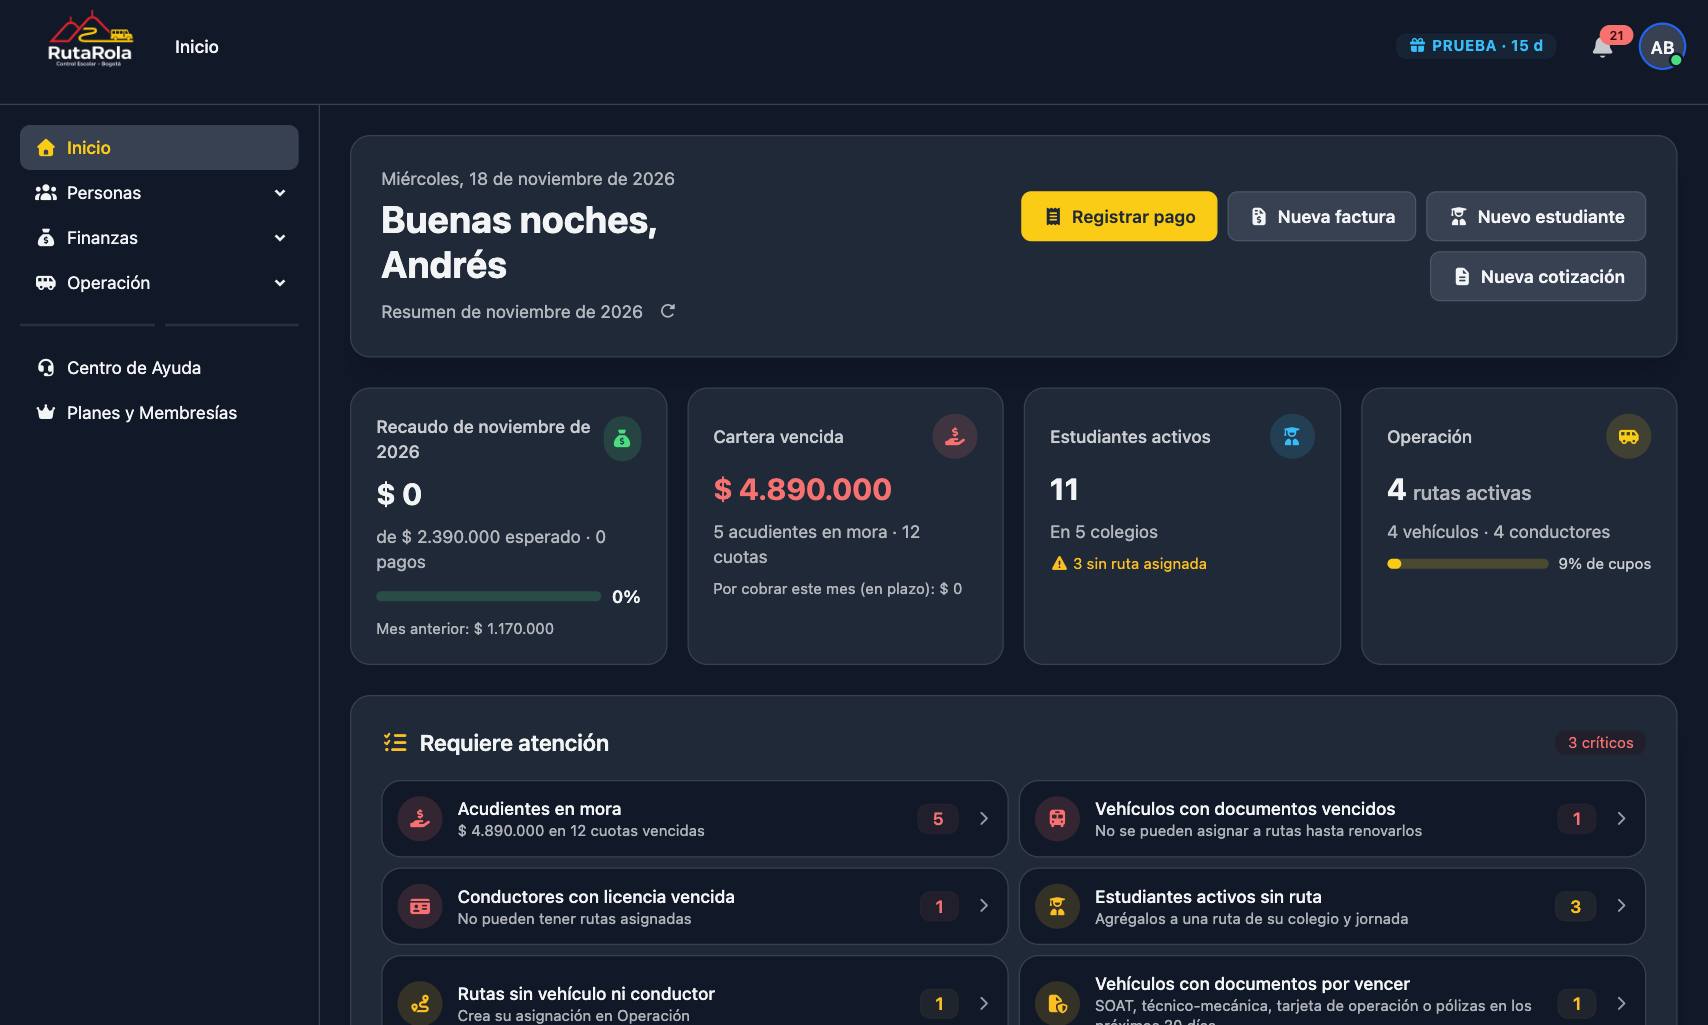 RutaRola
Control Escolar - Bogotá
Inicio
PRUEBA · 15 d
21
AB
Inicio
Personas
Finanzas
Operación
Centro de Ayuda
Planes y Membresías
Miércoles, 18 de noviembre de 2026
Buenas noches,
Andrés
Resumen de noviembre de 2026
Registrar pago
Nueva factura
Nuevo estudiante
Nueva cotización
Recaudo de noviembre de
2026
$ 0
de $ 2.390.000 esperado · 0
pagos
0%
Mes anterior: $ 1.170.000
Cartera vencida
$ 4.890.000
5 acudientes en mora · 12
cuotas
Por cobrar este mes (en plazo): $ 0
Estudiantes activos
11
En 5 colegios
3 sin ruta asignada
Operación
4 rutas activas
4 vehículos · 4 conductores
9% de cupos
Requiere atención
3 críticos
Acudientes en mora
$ 4.890.000 en 12 cuotas vencidas
5
Vehículos con documentos vencidos
No se pueden asignar a rutas hasta renovarlos
1
Conductores con licencia vencida
No pueden tener rutas asignadas
1
Estudiantes activos sin ruta
Agrégalos a una ruta de su colegio y jornada
3
Rutas sin vehículo ni conductor
Crea su asignación en Operación
1
Vehículos con documentos por vencer
SOAT, técnico-mecánica, tarjeta de operación o pólizas en los
próximos 30 días
1